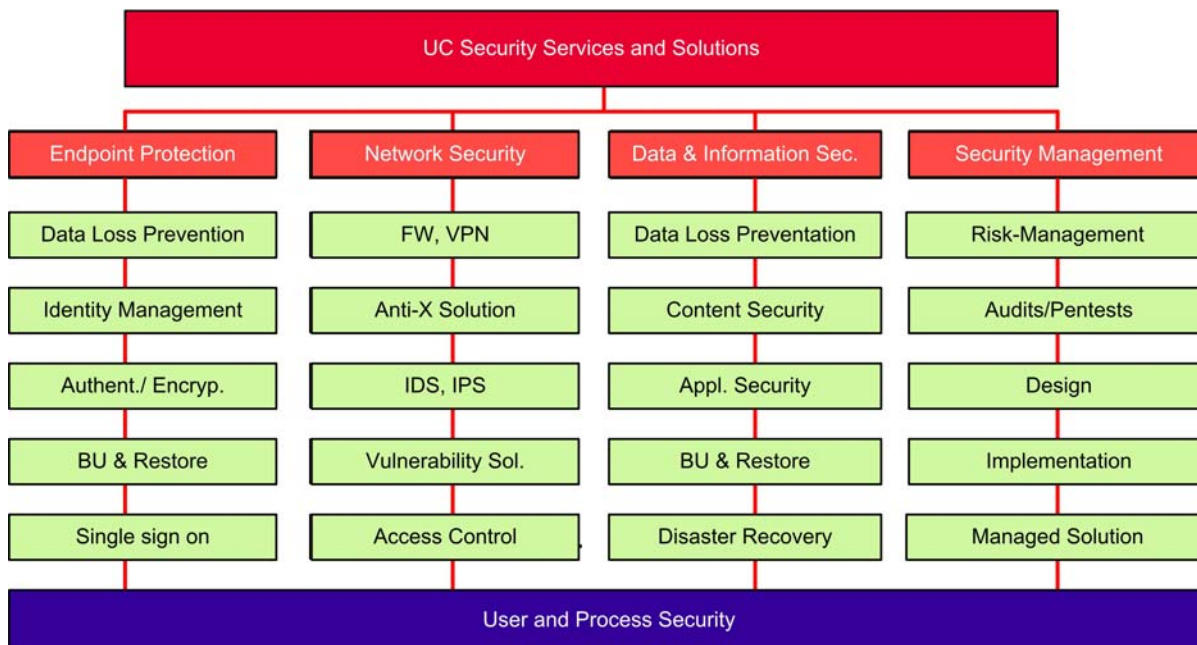 UC Security Services and Solutions
Endpoint Protection
Network Security
Data & Information Sec.
Security Management
Data Loss Prevention
FW, VPN
Data Loss Preventation
Risk-Management
Identity Management
Anti-X Solution
Content Security
Audits/Pentests
Authent./ Encryp.
IDS, IPS
Appl. Security
Design
BU & Restore
Vulnerability Sol.
BU & Restore
Implementation
Single sign on
Access Control
.
Disaster Recovery
Managed Solution
User and Process Security